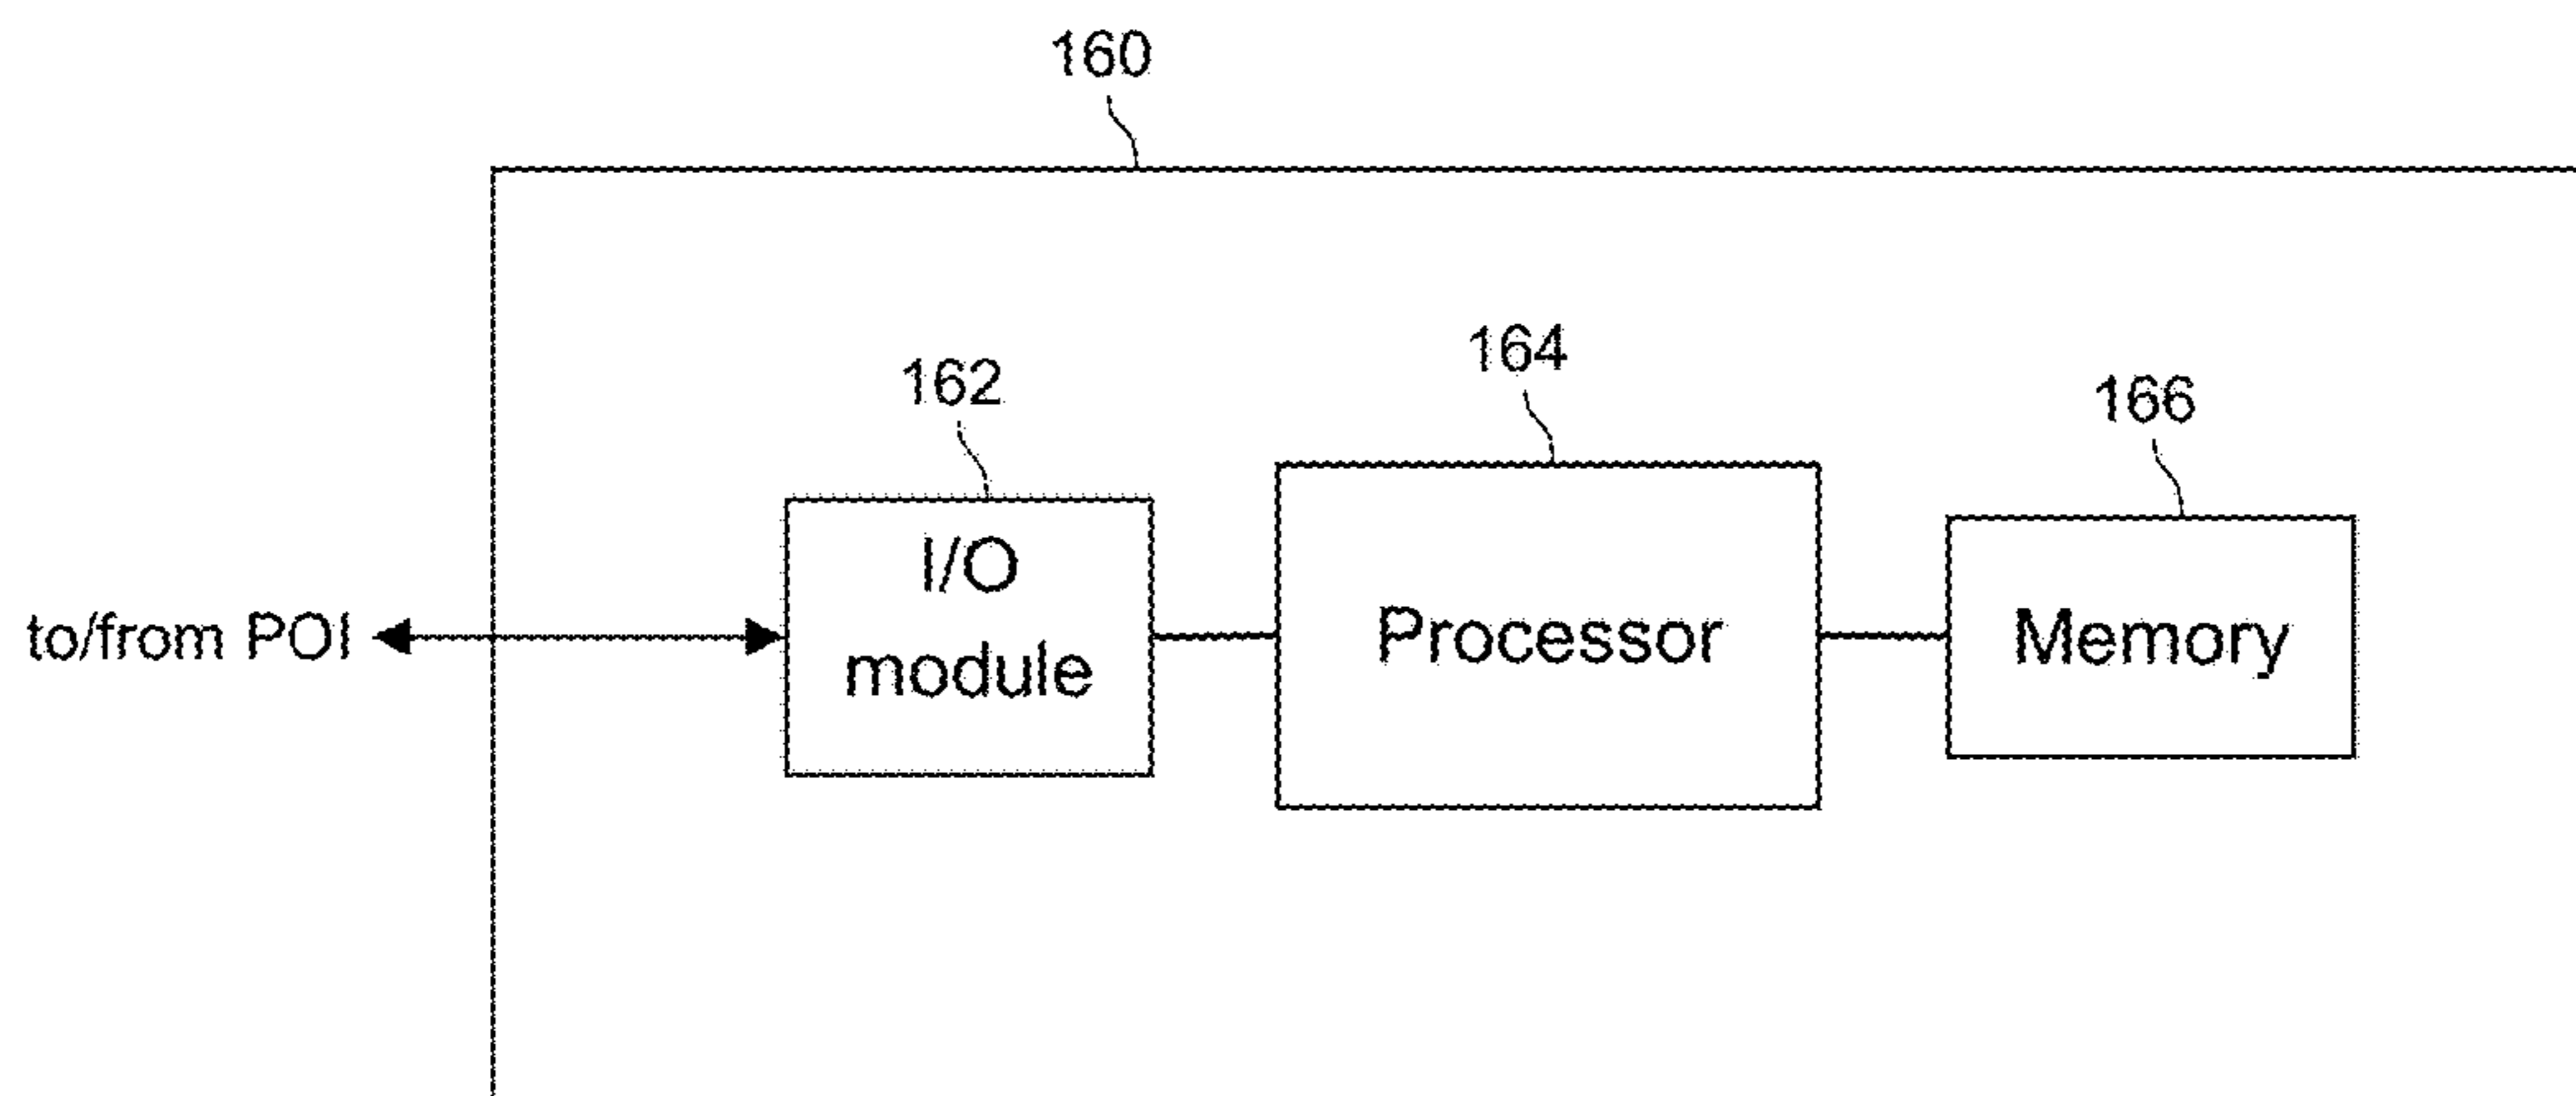 160
162
164
166
I/O
module
Processor
Memory
to/from POI